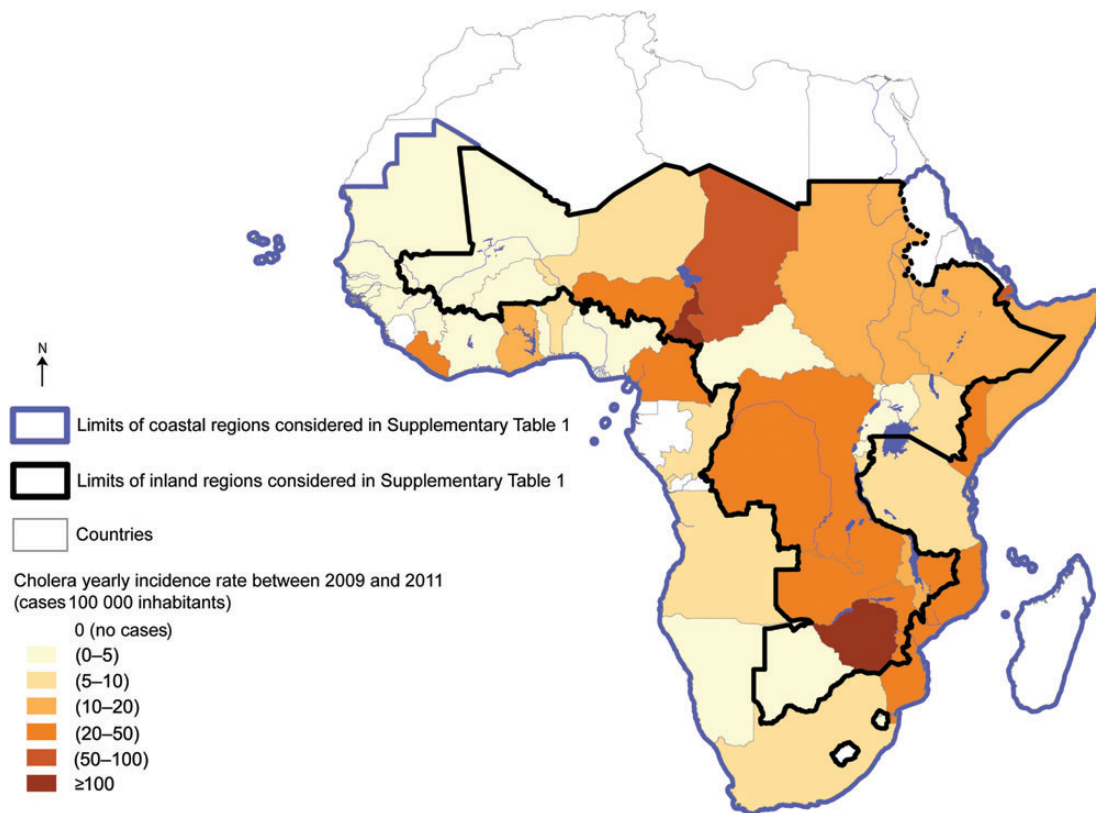 N
Limits of coastal regions considered in Supplementary Table 1
Limits of inland regions considered in Supplementary Table 1
Countries
Cholera yearly incidence rate between 2009 and 2011
(cases 100 000 inhabitants)
0 (no cases)
(0–5)
(5–10)
(10–20)
(20–50)
(50–100)
≥100